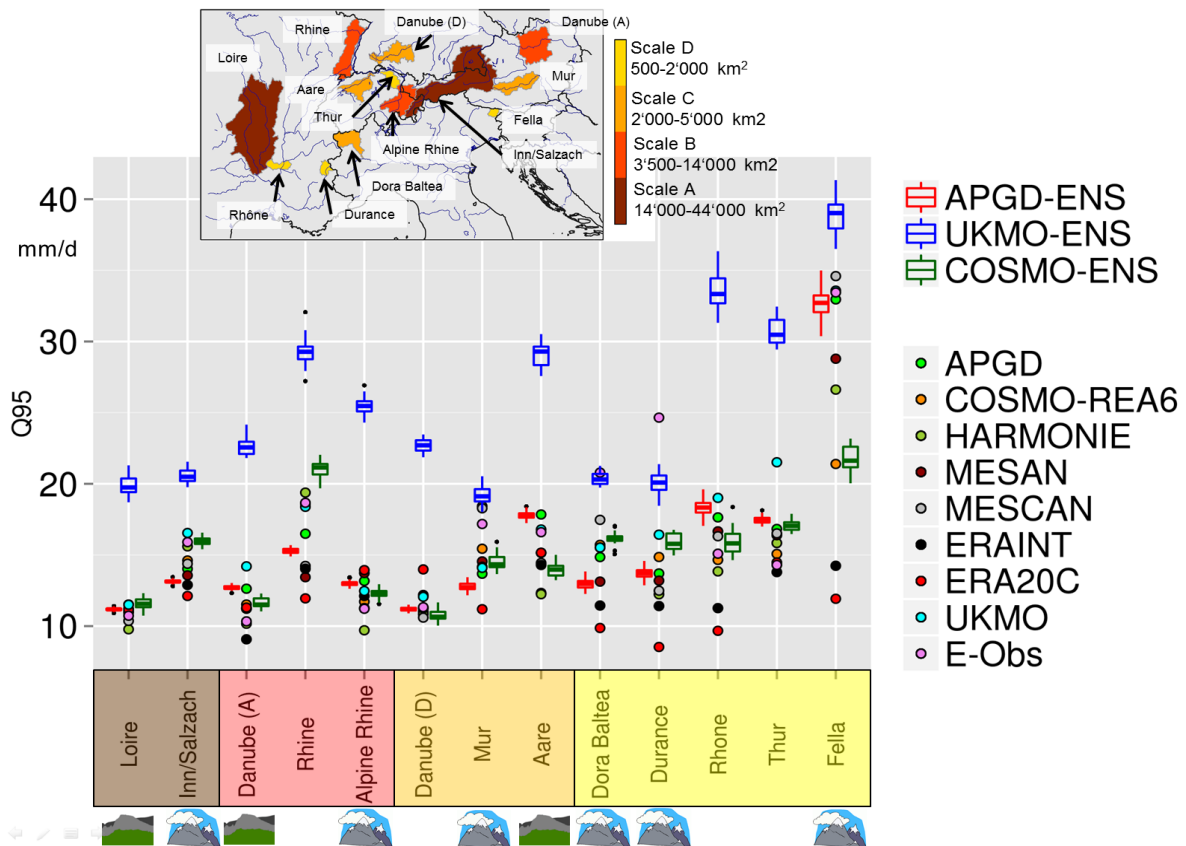 Rhine
Danube (D)
Danube (A)
Loire
Aare
Mur
Thur
Fella
Alpine Rhine
Inn/Salzach
Dora Baltea
Rhône
Durance
Scale D
500-2‘000 km2
Scale C
2‘000-5‘000 km2
Scale B
3‘500-14‘000 km2
Scale A
14‘000-44‘000 km2
40
mm/d
30
Q95
20
10
APGD-ENS
UKMO-ENS
COSMO-ENS
APGD
COSMO-REA6
HARMONIE
MESAN
MESCAN
ERAINT
ERA20C
UKMO
E-Obs
Loire
Inn/Salzach
Danube (A)
Rhine
Alpine Rhine
Danube (D)
Mur
Aare
Dora Baltea
Durance
Rhone
Thur
Fella